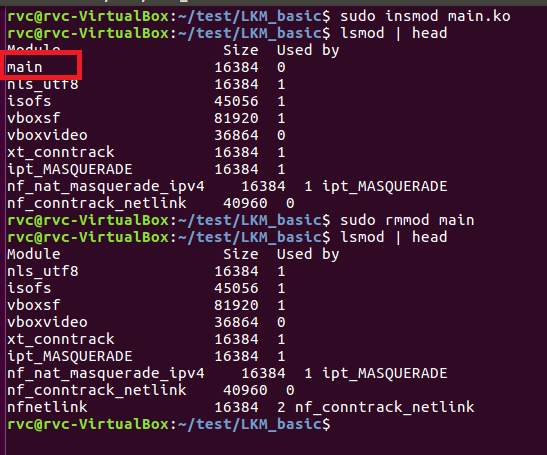 rvc@rvc-VirtualBox:~/test/LKM_basic$ sudo insmod main.ko
rvc@rvc-VirtualBox:~/test/LKM_basic$ lsmod | head
Module                  Size  Used by
main                   16384  0
nls_utf8               16384  1
isofs                  45056  1
vboxsf                 81920  1
vboxvideo              36864  0
xt_conntrack           16384  1
ipt_MASQUERADE         16384  1
nf_nat_masquerade_ipv4    16384  1 ipt_MASQUERADE
nf_conntrack_netlink    40960  0
rvc@rvc-VirtualBox:~/test/LKM_basic$ sudo rmmod main
rvc@rvc-VirtualBox:~/test/LKM_basic$ lsmod | head
Module                  Size  Used by
nls_utf8               16384  1
isofs                  45056  1
vboxsf                 81920  1
vboxvideo              36864  0
xt_conntrack           16384  1
ipt_MASQUERADE         16384  1
nf_nat_masquerade_ipv4    16384  1 ipt_MASQUERADE
nf_conntrack_netlink    40960  0
nfnetlink              16384  2 nf_conntrack_netlink
rvc@rvc-VirtualBox:~/test/LKM_basic$